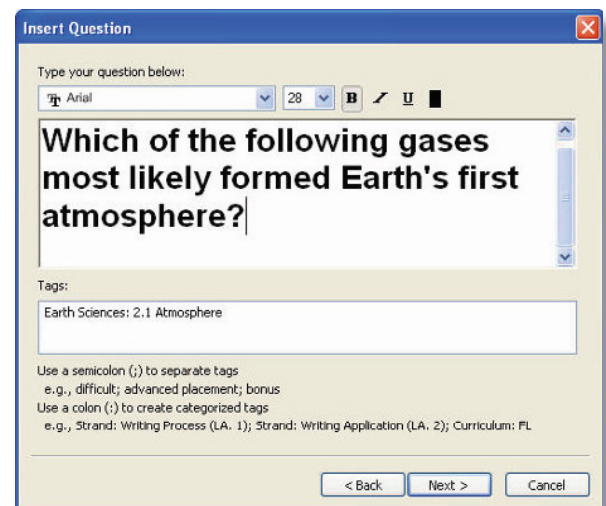 Insert Question
Type your question below:
Arial
28
B I U
Which of the following gases
most likely formed Earth's first
atmosphere?
Tags:
Earth Sciences: 2.1 Atmosphere
Use a semicolon (;) to separate tags
e.g., difficult; advanced placement; bonus
Use a colon (:) to create categorized tags
e.g., Strand: Writing Process (LA. 1); Strand: Writing Application (LA. 2); Curriculum: FL
< Back
Next >
Cancel